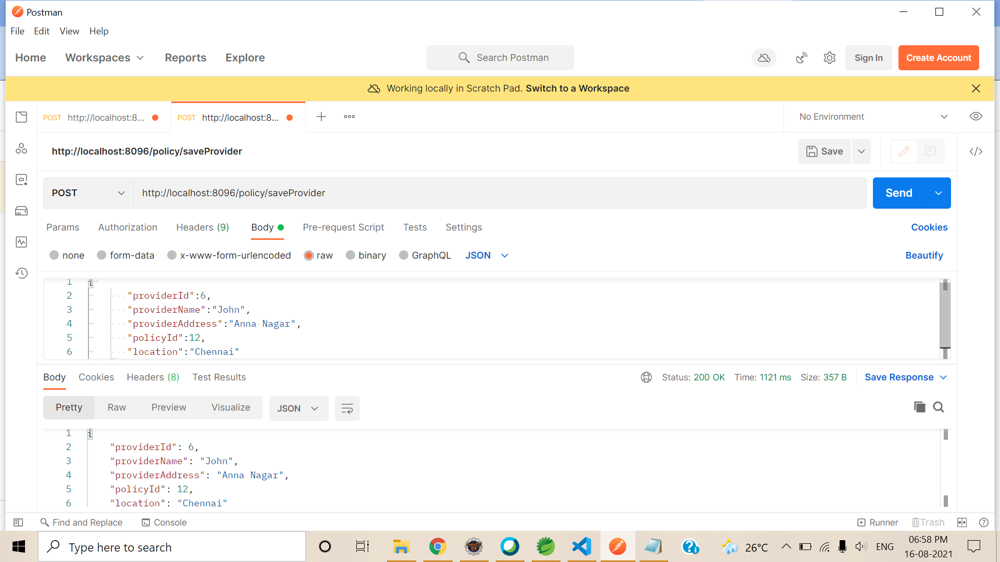 Postman
File Edit View Help
Home Workspaces Reports Explore Search Postman Sign In Create Account
Working locally in Scratch Pad. Switch to a Workspace
POST http://localhost:8... POST http://localhost:8... No Environment
http://localhost:8096/policy/saveProvider Save
POST http://localhost:8096/policy/saveProvider Send
Params Authorization Headers (9) Body Pre-request Script Tests Settings Cookies
none form-data x-www-form-urlencoded raw binary GraphQL JSON Beautify
1 {
2 "providerId":6,
3 "providerName":"John",
4 "providerAddress":"Anna Nagar",
5 "policyId":12,
6 "location":"Chennai"
Body Cookies Headers (8) Test Results Status: 200 OK Time: 1121 ms Size: 357 B Save Response
Pretty Raw Preview Visualize JSON
1 {
2 "providerId": 6,
3 "providerName": "John",
4 "providerAddress": "Anna Nagar",
5 "policyId": 12,
6 "location": "Chennai"
Find and Replace Console Runner Trash
Type here to search 26°C ENG 06:58 PM
16-08-2021